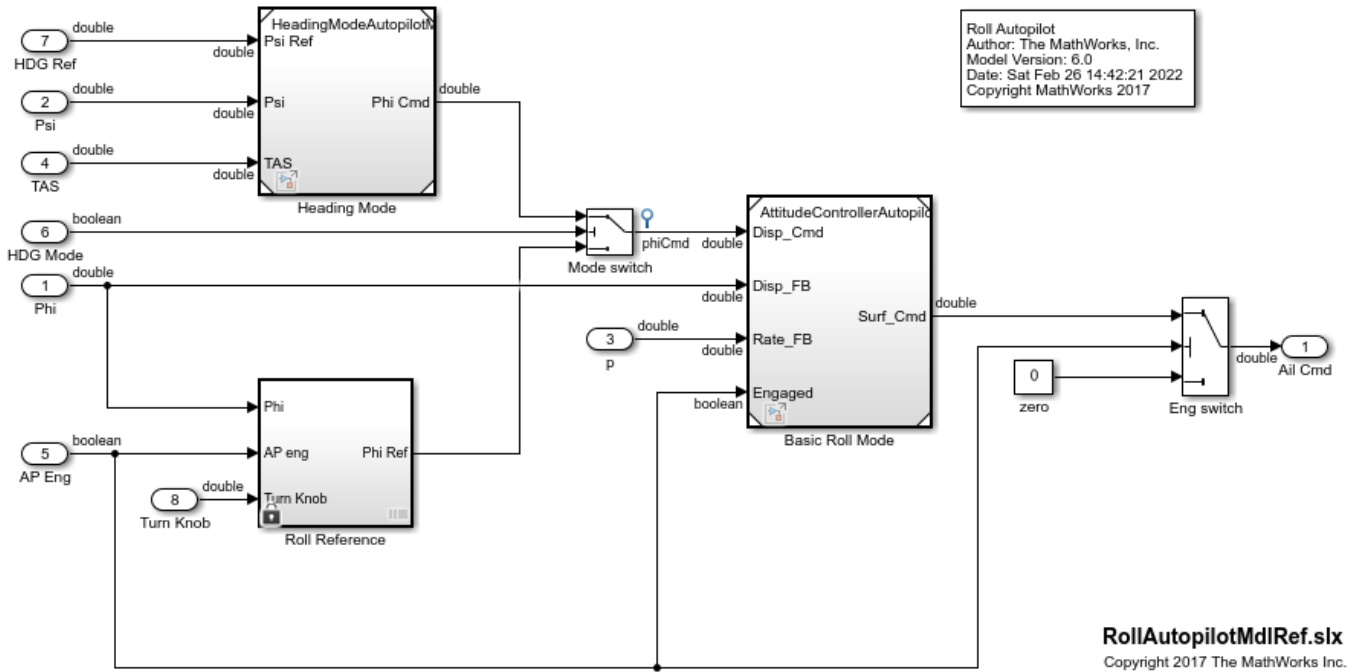 double
7
HDG Ref
double
2
Psi
double
4
TAS
boolean
6
HDG Mode
double
1
Phi
boolean
5
AP Eng
double
8
Turn Knob
HeadingModeAutopilotM
double
Psi Ref
double
Psi
double
TAS
Phi Cmd
double
Heading Mode
Phi
AP eng
Turn Knob
Phi Ref
Roll Reference
Mode switch
phiCmd
double
3
p
double
double
double
boolean
AttitudeControllerAutopilo
Disp_Cmd
Disp_FB
Rate_FB
Engaged
Surf_Cmd
double
Basic Roll Mode
0
zero
Eng switch
double
1
Ail Cmd
Roll Autopilot
Author: The MathWorks, Inc.
Model Version: 6.0
Date: Sat Feb 26 14:42:21 2022
Copyright MathWorks 2017
RollAutopilotMdlRef.slx
Copyright 2017 The MathWorks Inc.